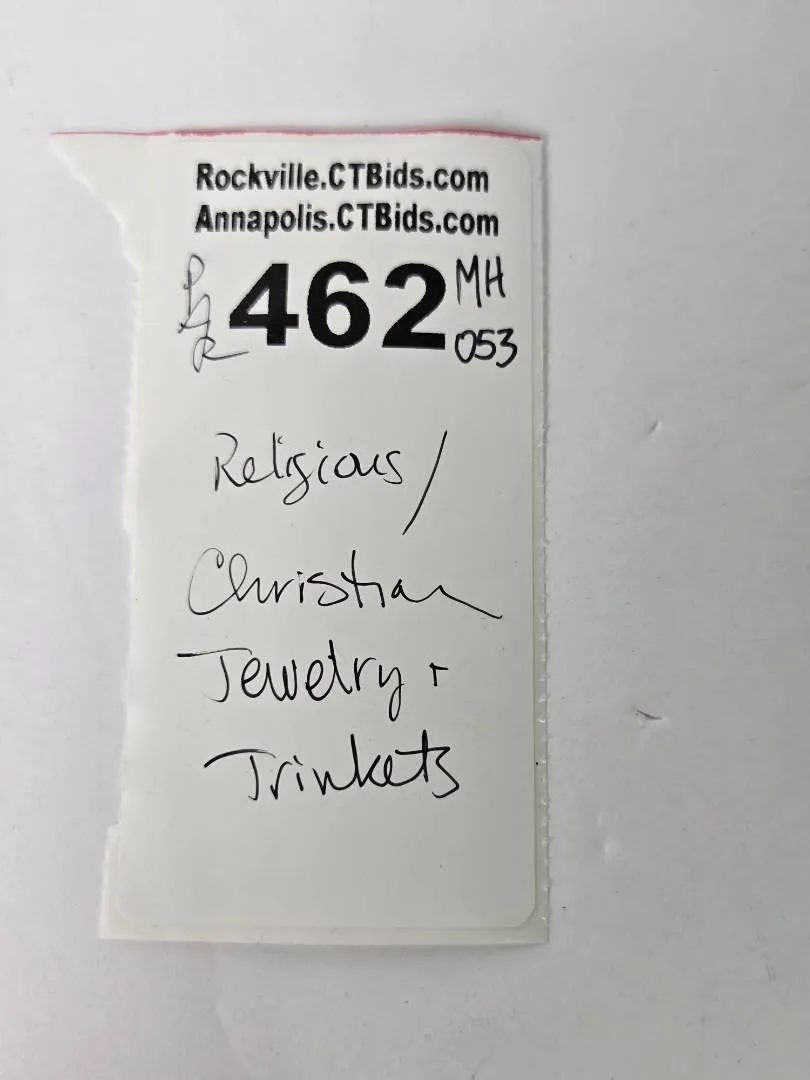 Rockville.CTBids.com
Annapolis.CTBids.com
462 MH
053
Religious/
Christian
Jewelry +
Trinkets